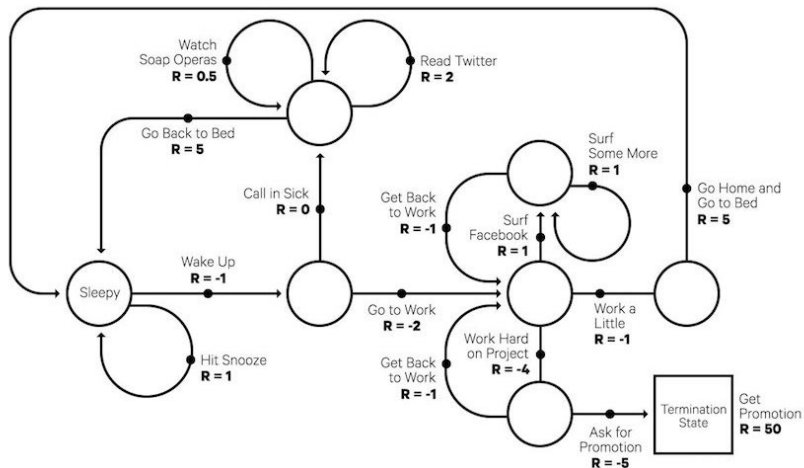 Watch
Soap Operas
R = 0.5
Read Twitter
R = 2
Go Back to Bed
R = 5
Surf
Some More
R = 1
Call in Sick
R = 0
Get Back
to Work
R = -1
Surf
Facebook
R = 1
Go Home and
Go to Bed
R = 5
Wake Up
R = -1
Sleepy
Go to Work
R = -2
Work a
Little
R = -1
Hit Snooze
R = 1
Get Back
to Work
R = -1
Work Hard
on Project
R = -4
Termination
State
Get
Promotion
R = 50
Ask for
Promotion
R = -5